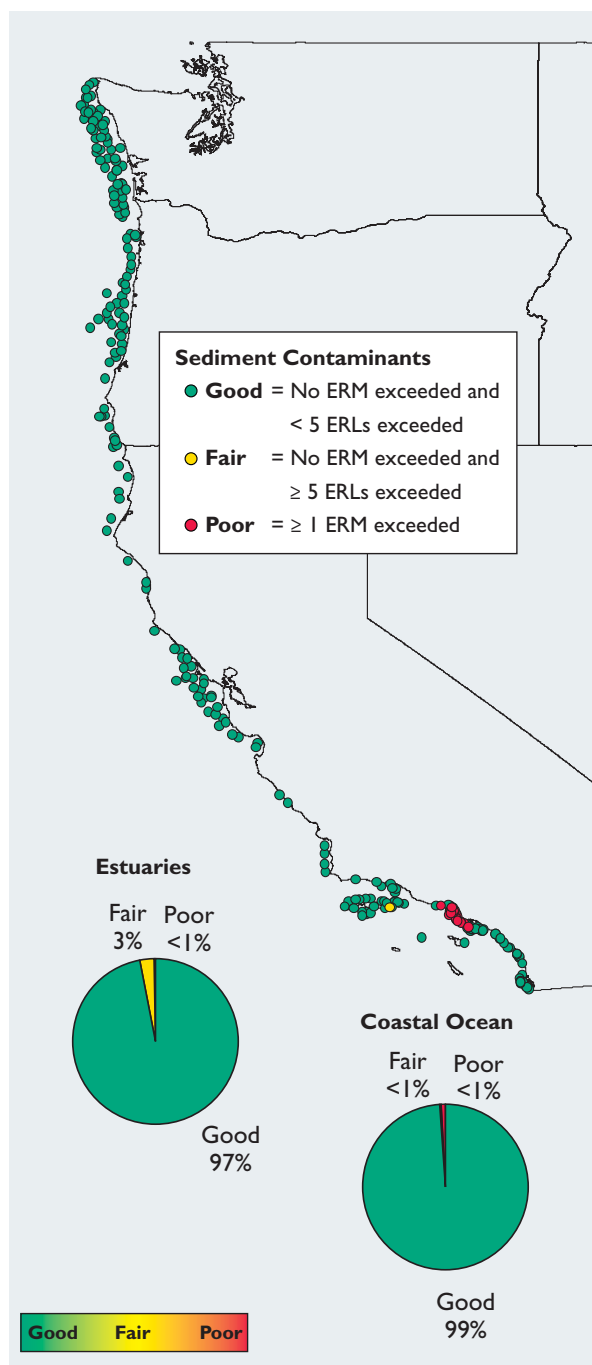 Sediment Contaminants
Good = No ERM exceeded and
< 5 ERLs exceeded
Fair = No ERM exceeded and
≥ 5 ERLs exceeded
Poor = ≥ 1 ERM exceeded
Estuaries
Fair
3%
Poor
<1%
Good
97%
Coastal Ocean
Fair
<1%
Poor
<1%
Good
99%
Good Fair Poor